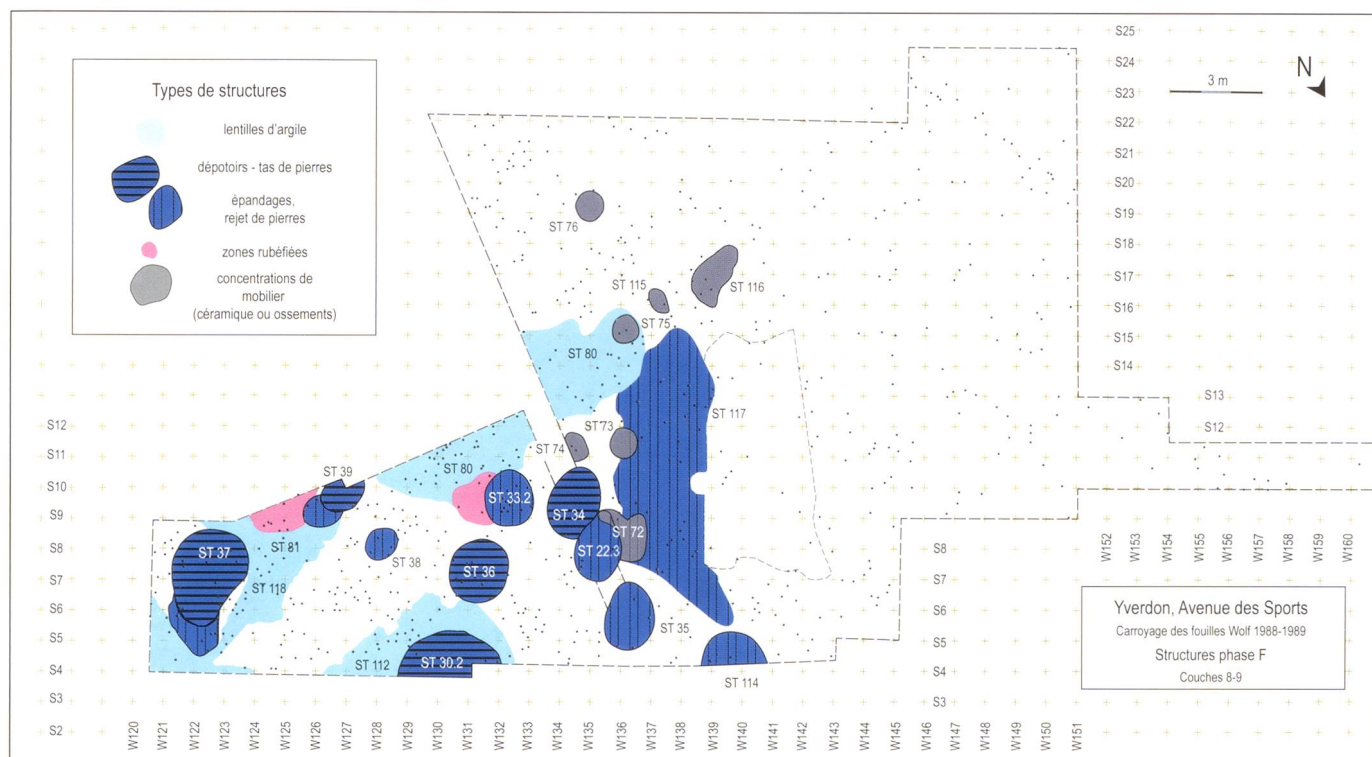 Types de structures
lentilles d'argile
dépotoirs - tas de pierres
épandages,
rejet de pierres
zones rubéfiées
concentrations de
mobilier
(céramique ou ossements)
S25
S24
S23
S22
S21
S20
S19
S18
S17
S16
S15
S14
S13
S12
3 m
N
ST 76
ST 115
ST 116
ST 75
ST 80
ST 117
ST 73
ST 74
ST 80
ST 39
ST 33.2
ST 34
ST 72
ST 22.3
ST 37
ST 81
ST 38
ST 36
ST 118
ST 35
ST 112
ST 30.2
ST 114
S12
S11
S10
S9
S8
S7
S6
S5
S4
S3
S2
S8
S7
S6
S5
S4
S3
W120
W121
W122
W123
W124
W125
W126
W127
W128
W129
W130
W131
W132
W133
W134
W135
W136
W137
W138
W139
W140
W141
W142
W143
W144
W145
W146
W147
W148
W149
W150
W151
W152
W153
W154
W155
W156
W157
W158
W159
W160
Yverdon, Avenue des Sports
Carroyage des fouilles Wolf 1988-1989
Structures phase F
Couches 8-9